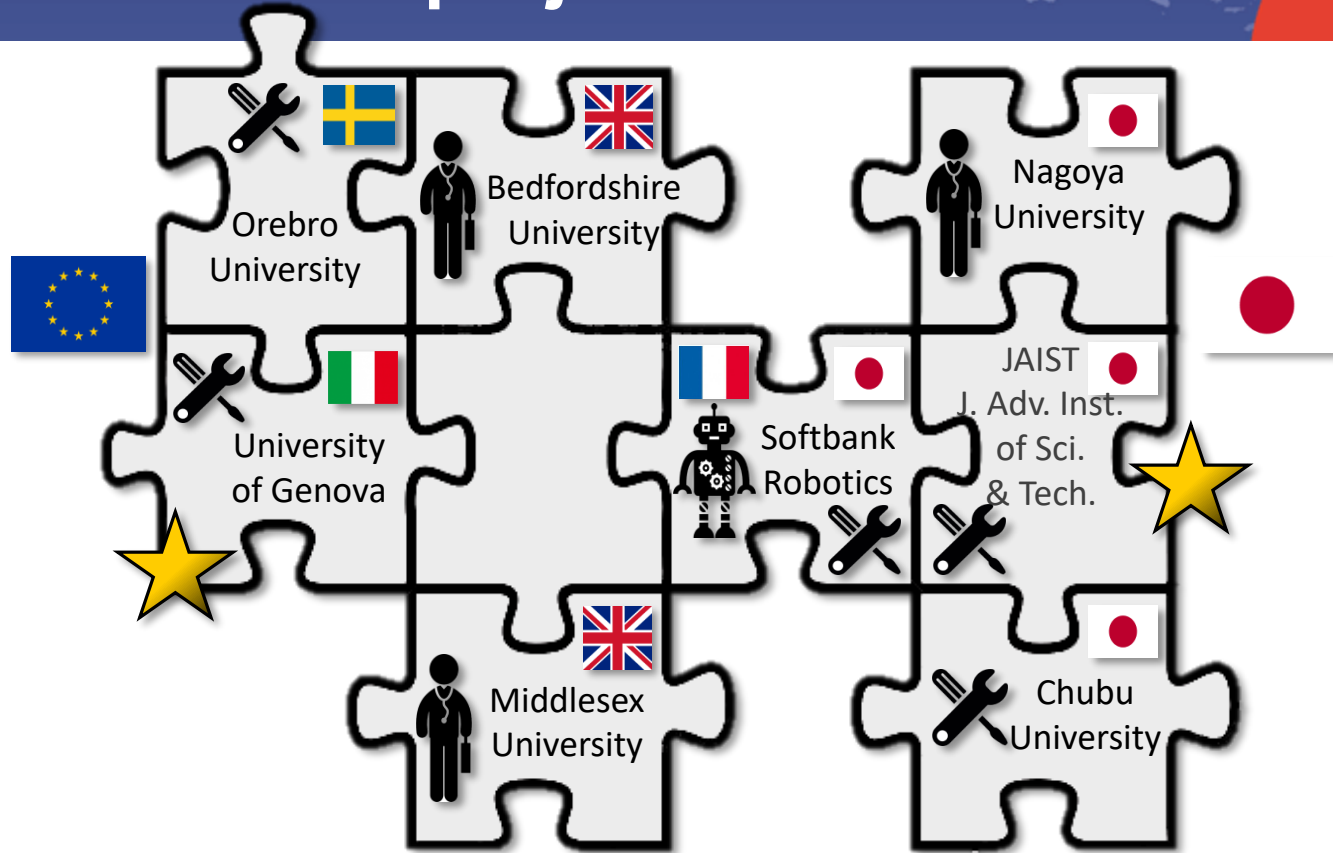 Orebro
University
Bedfordshire
University
Nagoya
University
University
of Genova
Softbank
Robotics
JAIST
J. Adv. Inst.
of Sci.
& Tech.
Middlesex
University
Chubu
University